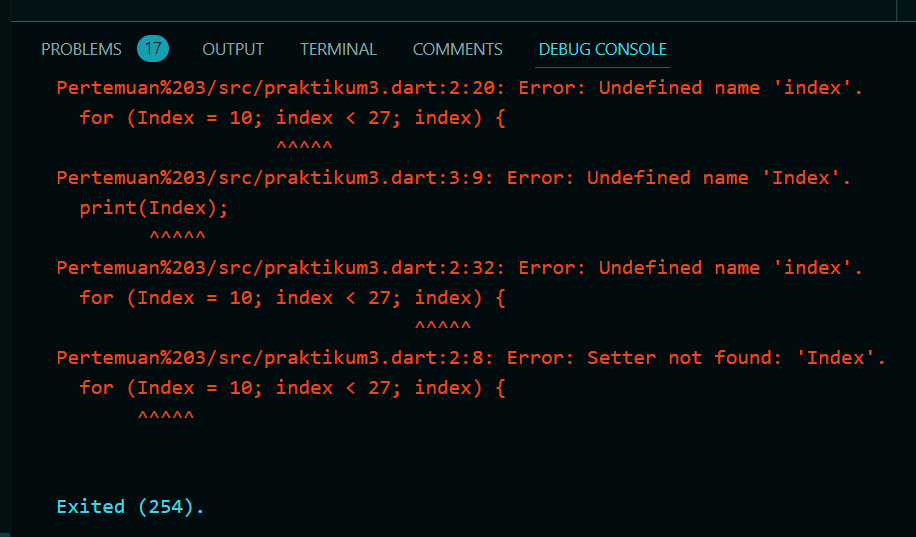 PROBLEMS 17 OUTPUT TERMINAL COMMENTS DEBUG CONSOLE
Pertemuan%203/src/praktikum3.dart:2:20: Error: Undefined name 'index'.
for (Index = 10; index < 27; index) {
^^^^^
Pertemuan%203/src/praktikum3.dart:3:9: Error: Undefined name 'Index'.
print(Index);
^^^^^
Pertemuan%203/src/praktikum3.dart:2:32: Error: Undefined name 'index'.
for (Index = 10; index < 27; index) {
^^^^^
Pertemuan%203/src/praktikum3.dart:2:8: Error: Setter not found: 'Index'.
for (Index = 10; index < 27; index) {
^^^^^
Exited (254).